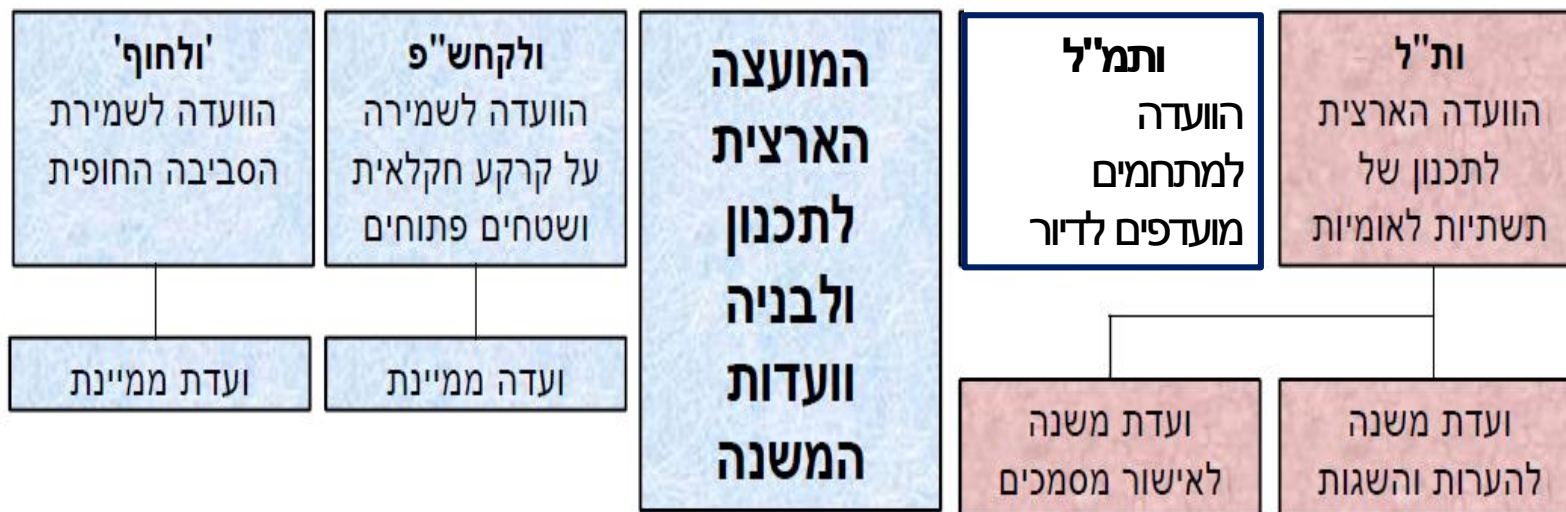 ות"ל
הוועדה הארצית
לתכנון של
תשתיות לאומיות
ותמ"ל
הוועדה
למתחמים
מועדפים לדיור
המועצה
הארצית
לתכנון
ולבניה
וועדות
המשנה
ולקחש"פ
הוועדה לשמירה
על קרקע חקלאית
ושטחים פתוחים
'ולחוף'
הוועדה לשמירת
הסביבה החופית
ועדת משנה
להערות והשגות
ועדת משנה
לאישור מסמכים
ועדה ממיינת
ועדת ממיינת